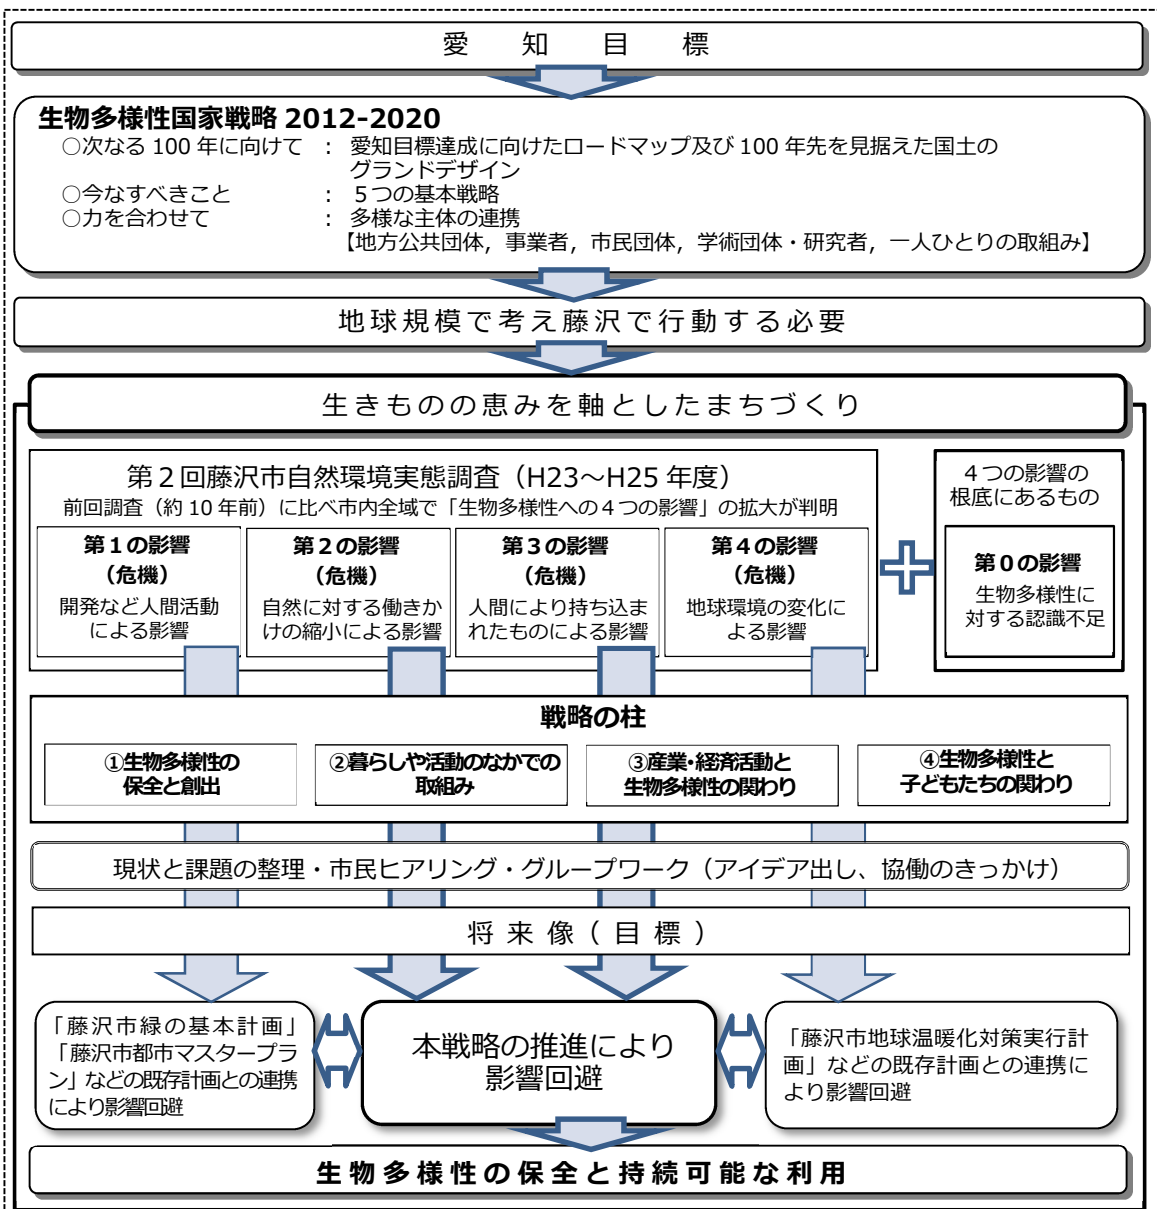 愛知目標
生物多様性国家戦略 2012-2020
○次なる 100 年に向けて ： 愛知目標達成に向けたロードマップ及び 100 年先を見据えた国土の
グランドデザイン
○今なすべきこと ： ５つの基本戦略
○力を合わせて ： 多様な主体の連携
【地方公共団体，事業者，市民団体，学術団体・研究者，一人ひとりの取組み】
地球規模で考え藤沢で行動する必要
生きものの恵みを軸としたまちづくり
第２回藤沢市自然環境実態調査（H23～H25 年度）
前回調査（約 10 年前）に比べ市内全域で「生物多様性への４つの影響」の拡大が判明
第１の影響
（危機）
開発など人間活動
による影響
第２の影響
（危機）
自然に対する働きか
けの縮小による影響
第３の影響
（危機）
人間により持ち込ま
れたものによる影響
第４の影響
（危機）
地球環境の変化に
よる影響
４つの影響の
根底にあるもの
第０の影響
生物多様性に
対する認識不足
戦略の柱
①生物多様性の
保全と創出
②暮らしや活動のなかでの
取組み
③産業・経済活動と
生物多様性の関わり
④生物多様性と
子どもたちの関わり
現状と課題の整理・市民ヒアリング・グループワーク（アイデア出し、協働のきっかけ）
将来像（目標）
「藤沢市緑の基本計画」
「藤沢市都市マスタープラ
ン」などの既存計画との連携
により影響回避
本戦略の推進により
影響回避
「藤沢市地球温暖化対策実行計
画」などの既存計画との連携に
より影響回避
生物多様性の保全と持続可能な利用